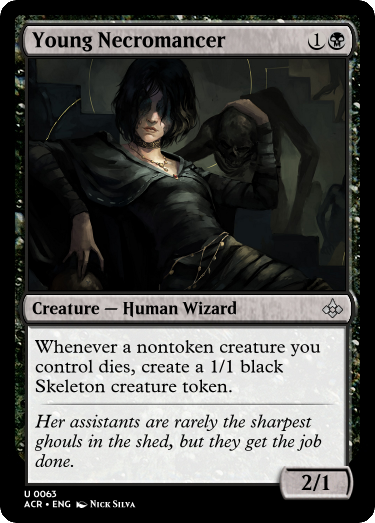 Young Necromancer 1
Creature — Human Wizard
Whenever a nontoken creature you
control dies, create a 1/1 black
Skeleton creature token.
Her assistants are rarely the sharpest
ghouls in the shed, but they get the job
done.
2/1
U 0063
ACR • ENG Nick Silva